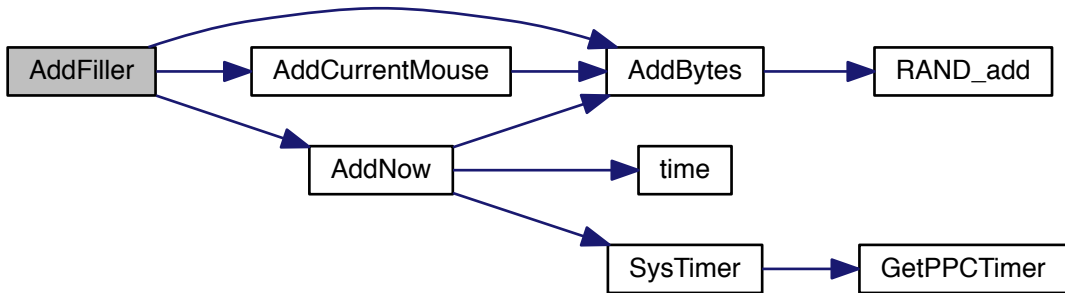 AddFiller
AddCurrentMouse
AddBytes
RAND_add
AddNow
time
SysTimer
GetPPCTimer